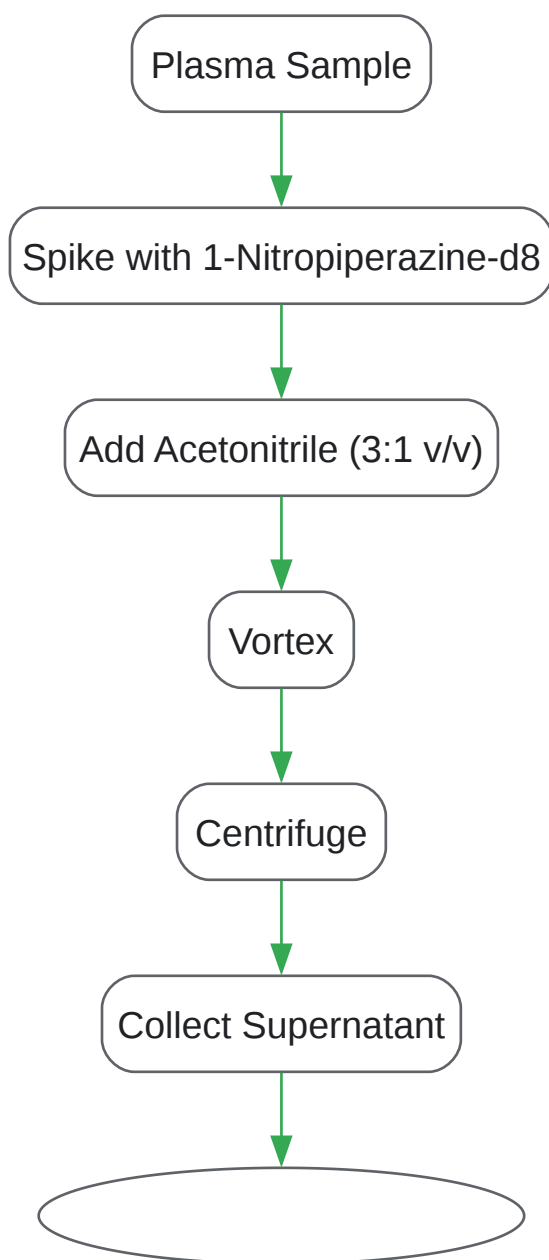 Plasma Sample
Spike with 1-Nitropiperazine-d8
Add Acetonitrile (3:1 v/v)
Vortex
Centrifuge
Collect Supernatant